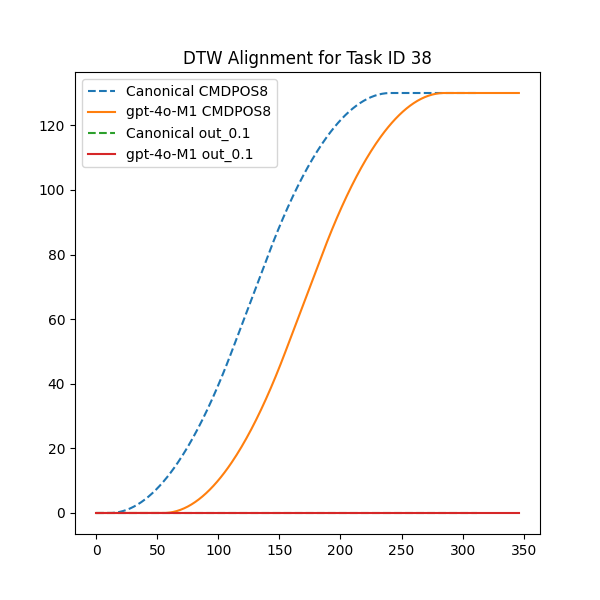 DTW Alignment for Task ID 38
Canonical CMDPOS8
gpt-4o-M1 CMDPOS8
Canonical out_0.1
gpt-4o-M1 out_0.1
120
100
80
60
40
20
0
0 50 100 150 200 250 300 350